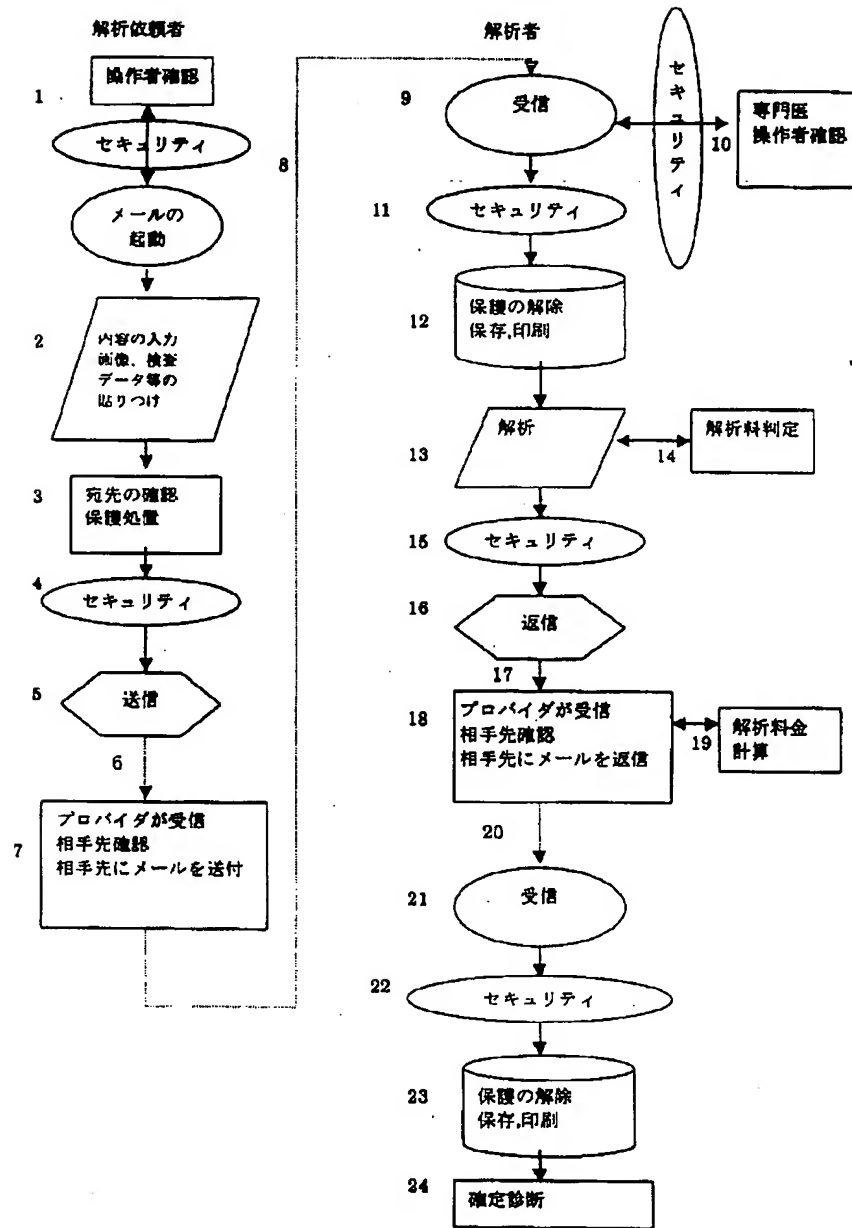 解析依頼者
1
操作者確認
セキュリティ
メールの
起動
2
内容の入力
画像、検査
データ等の
貼りつけ
3
宛先の確認
保護処置
4
セキュリティ
5
送信
6
7
プロバイダが受信
相手先確認
相手先にメールを送付
8
解析者
9
受信
セキュリティ
10
専門医
操作者確認
11
セキュリティ
12
保護の解除
保存,印刷
13
解析
14
解析料判定
15
セキュリティ
16
返信
17
18
プロバイダが受信
相手先確認
相手先にメールを返信
19
解析料金
計算
20
21
受信
22
セキュリティ
23
保護の解除
保存,印刷
24
確定診断